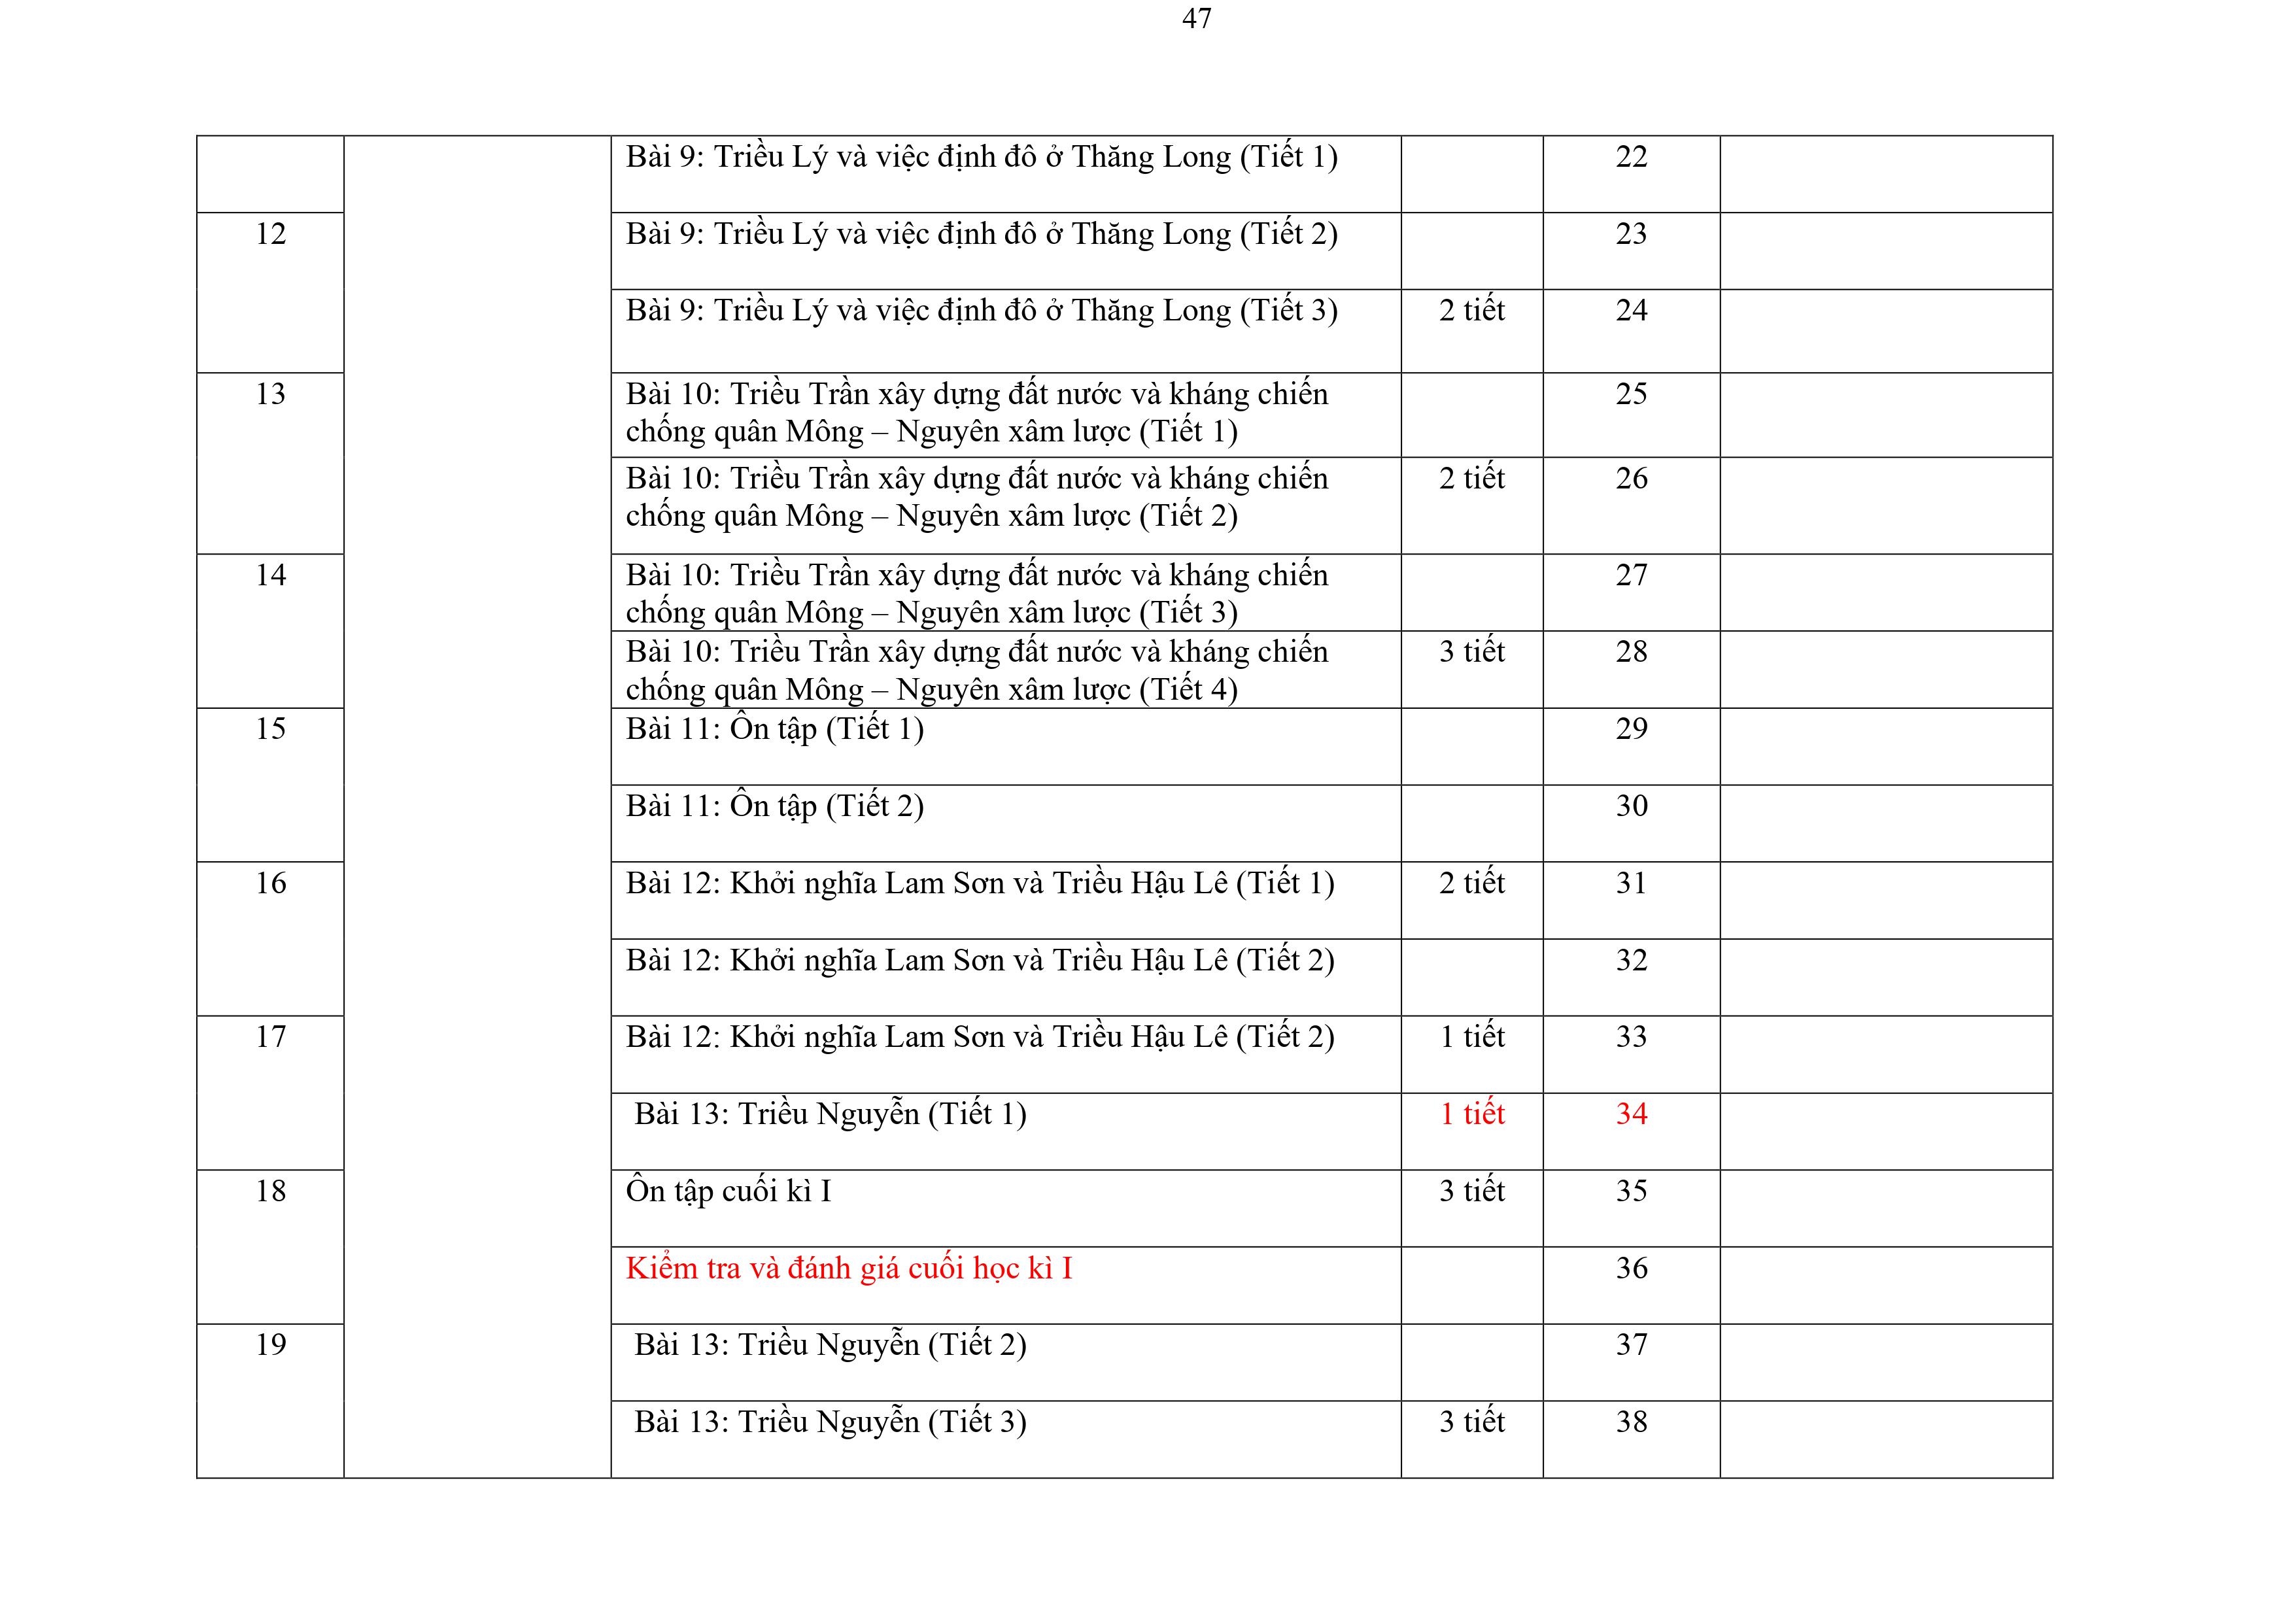 47
Bài 9: Triều Lý và việc định đô ở Thăng Long (Tiết 1) 22
12 Bài 9: Triều Lý và việc định đô ở Thăng Long (Tiết 2) 23
Bài 9: Triều Lý và việc định đô ở Thăng Long (Tiết 3) 2 tiết 24
13 Bài 10: Triều Trần xây dựng đất nước và kháng chiến 25
chống quân Mông – Nguyên xâm lược (Tiết 1)
Bài 10: Triều Trần xây dựng đất nước và kháng chiến 2 tiết 26
chống quân Mông – Nguyên xâm lược (Tiết 2)
14 Bài 10: Triều Trần xây dựng đất nước và kháng chiến 27
chống quân Mông – Nguyên xâm lược (Tiết 3)
Bài 10: Triều Trần xây dựng đất nước và kháng chiến 3 tiết 28
chống quân Mông – Nguyên xâm lược (Tiết 4)
15 Bài 11: Ôn tập (Tiết 1) 29
Bài 11: Ôn tập (Tiết 2) 30
16 Bài 12: Khởi nghĩa Lam Sơn và Triều Hậu Lê (Tiết 1) 2 tiết 31
Bài 12: Khởi nghĩa Lam Sơn và Triều Hậu Lê (Tiết 2) 32
17 Bài 12: Khởi nghĩa Lam Sơn và Triều Hậu Lê (Tiết 2) 1 tiết 33
Bài 13: Triều Nguyễn (Tiết 1) 1 tiết 34
18 Ôn tập cuối kì I 3 tiết 35
Kiểm tra và đánh giá cuối học kì I 36
19 Bài 13: Triều Nguyễn (Tiết 2) 37
Bài 13: Triều Nguyễn (Tiết 3) 3 tiết 38